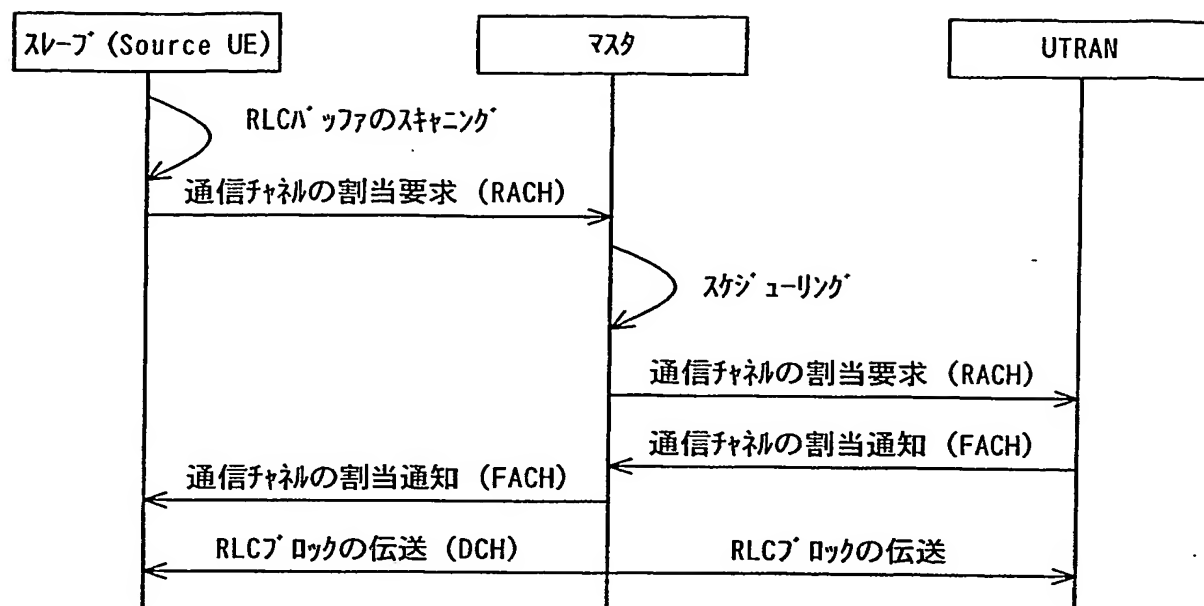 ｽﾚｰﾌﾞ (Source UE)
ﾏｽﾀ
UTRAN
RLCﾊﾞｯﾌｧのｽｷｬﾆﾝｸﾞ
通信ﾁｬﾈﾙの割当要求 (RACH)
ｽｹｼﾞｭｰﾘﾝｸﾞ
通信ﾁｬﾈﾙの割当要求 (RACH)
通信ﾁｬﾈﾙの割当通知 (FACH)
通信ﾁｬﾈﾙの割当通知 (FACH)
RLCﾌﾞﾛｯｸの伝送 (DCH)
RLCﾌﾞﾛｯｸの伝送